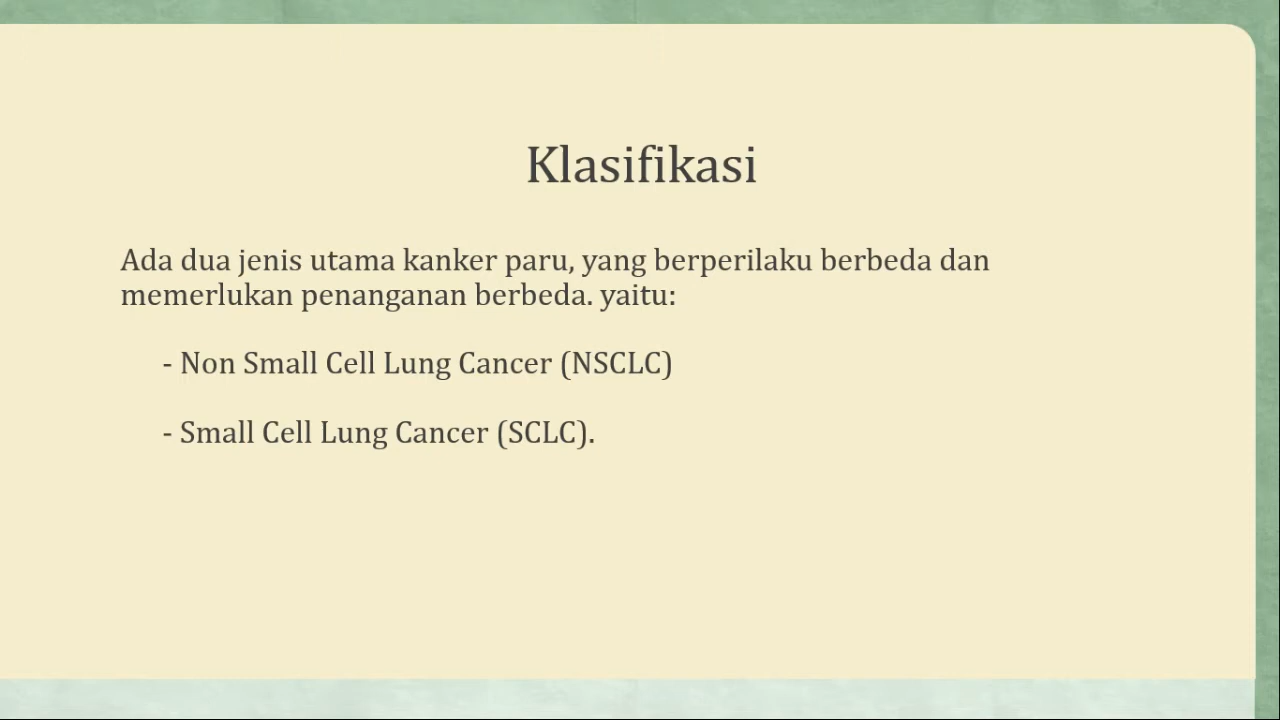 Klasifikasi
Ada dua jenis utama kanker paru, yang berperilaku berbeda dan
memerlukan penanganan berbeda. yaitu:
- Non Small Cell Lung Cancer (NSCLC)
- Small Cell Lung Cancer (SCLC).